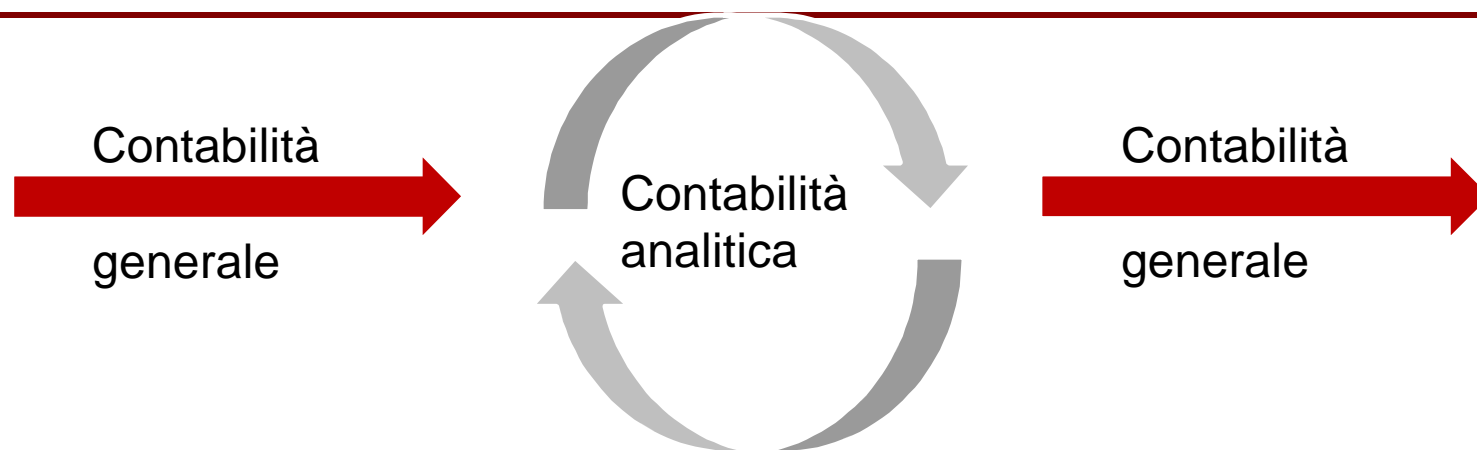 Contabilità
generale
Contabilità
analitica
Contabilità
generale